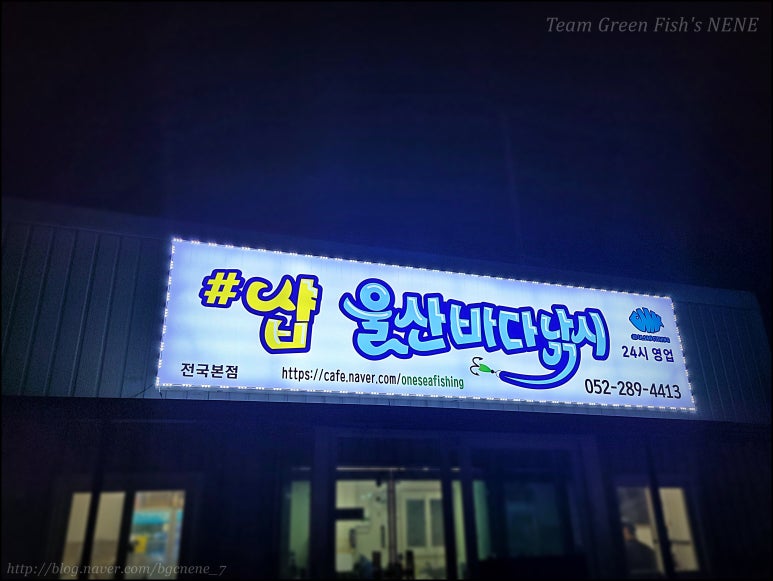 Team Green Fish's NENE
#샵 울산바다낚시
24시 영업
전국본점
https://cafe.naver.com/oneseafishing
052-289-4413
http://blog.naver.com/bgcnene_7